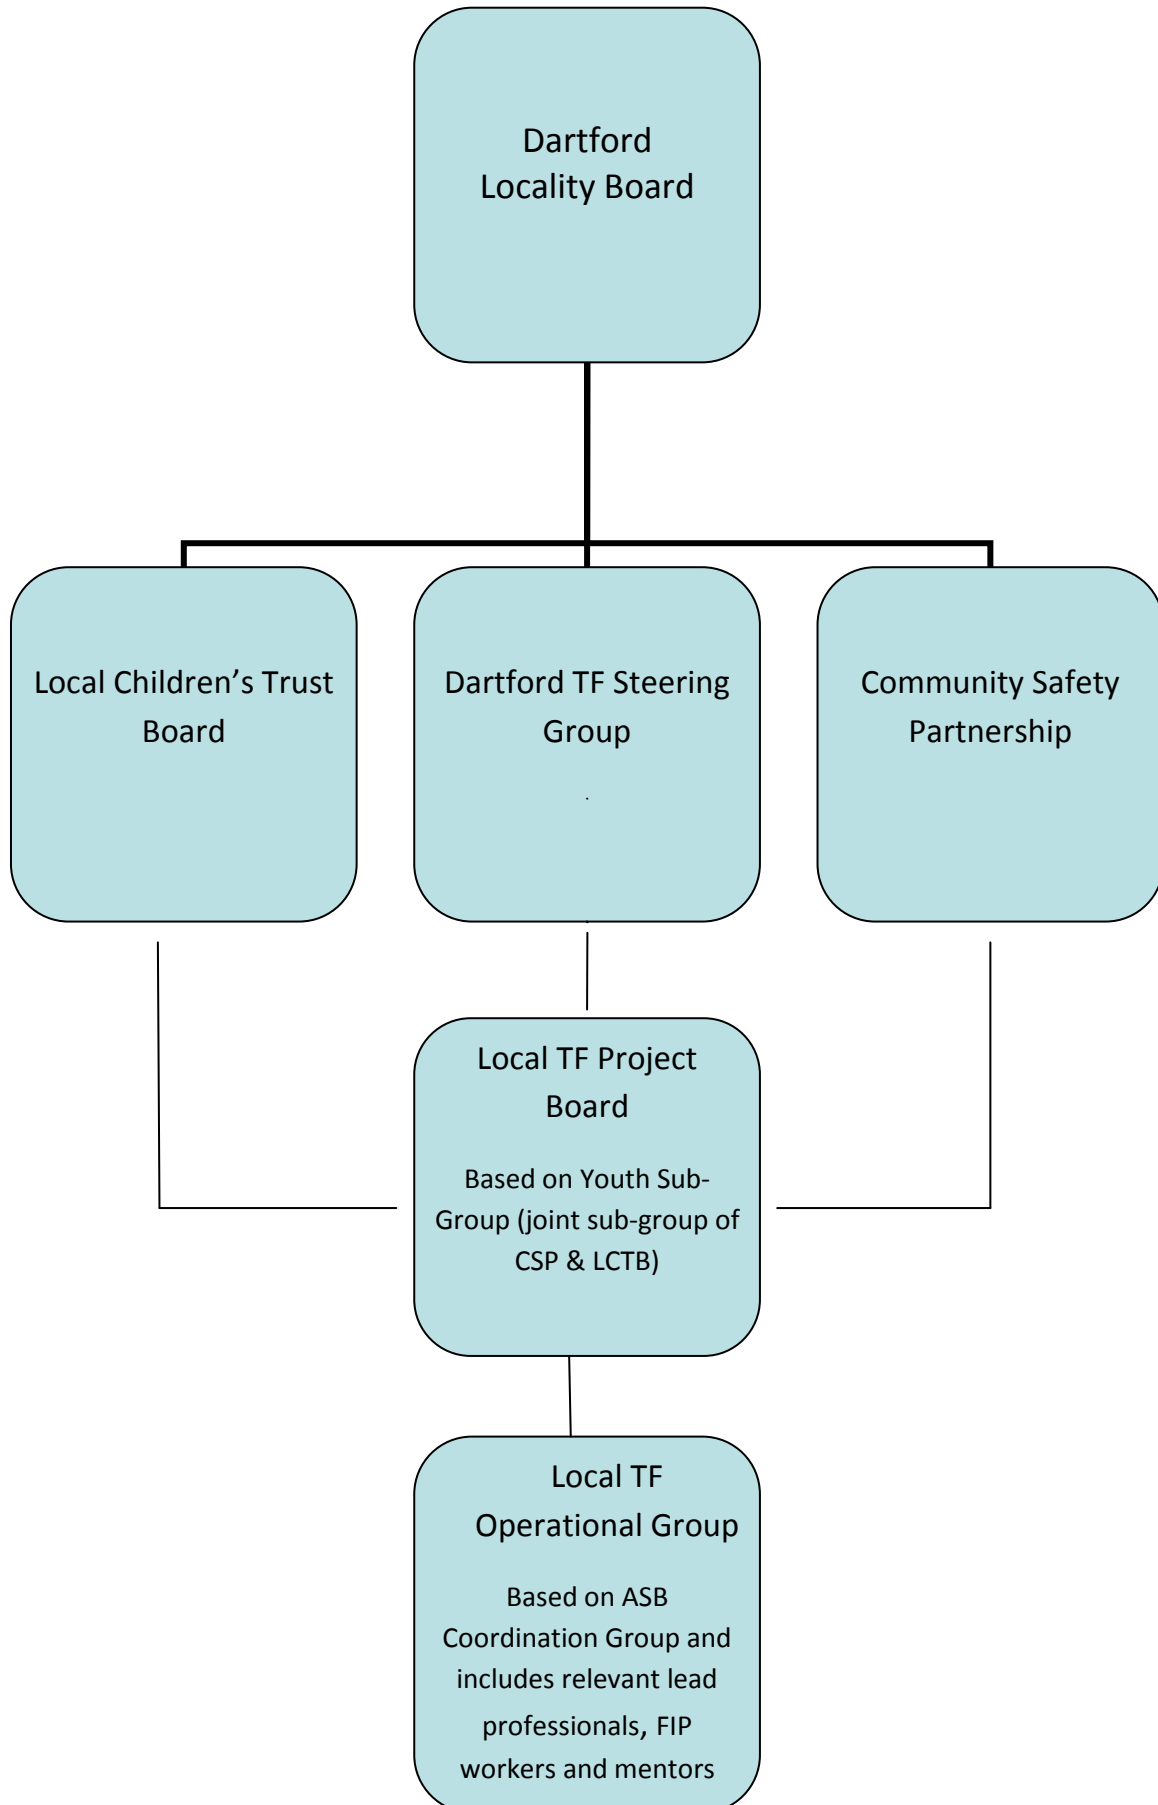 Dartford
Locality Board
Local Children’s Trust
Board
Dartford TF Steering
Group
.
Community Safety
Partnership
Local TF Project
Board
Based on Youth Sub-
Group (joint sub-group of
CSP & LCTB)
Local TF
Operational Group
Based on ASB
Coordination Group and
includes relevant lead
professionals, FIP
workers and mentors